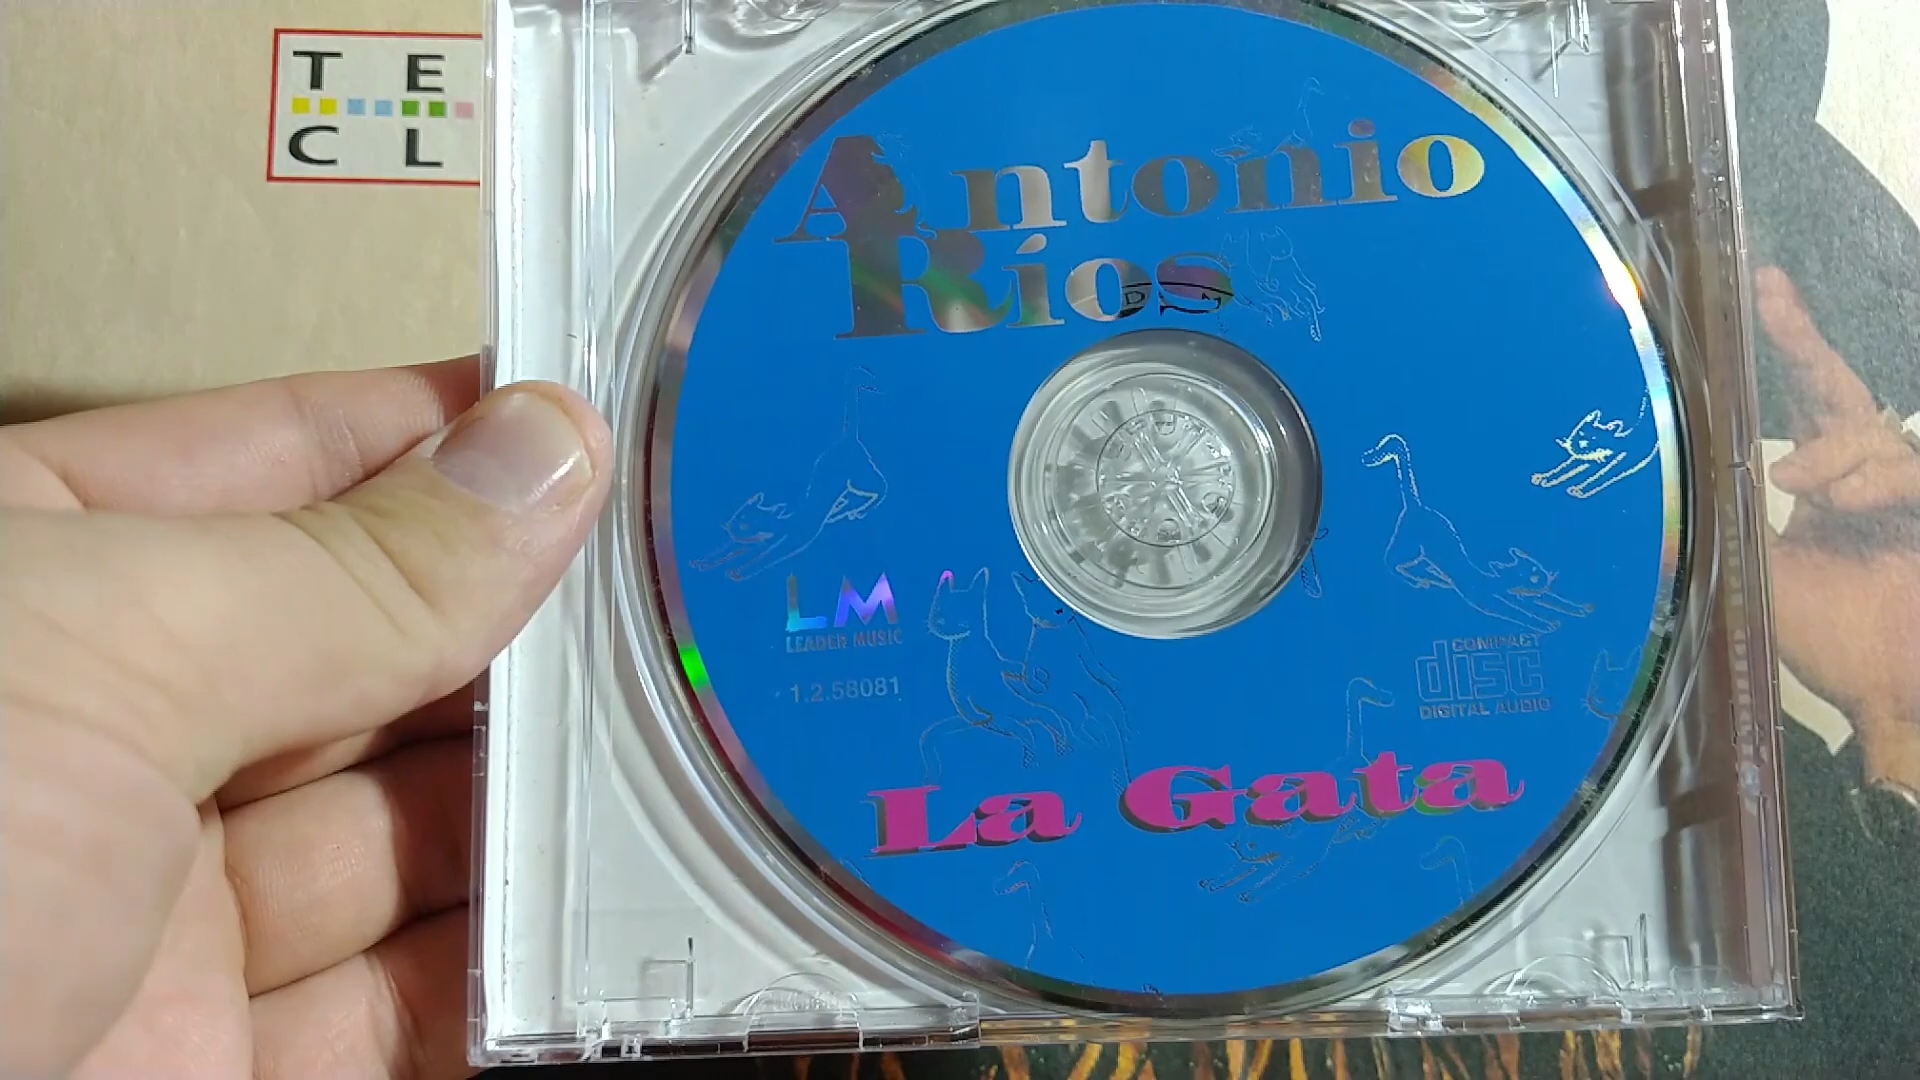 T E
C L
Antonio
Ríos
LM
LEADER MUSIC
1.2.58081
COMPACT
disc
DIGITAL AUDIO
La Gata